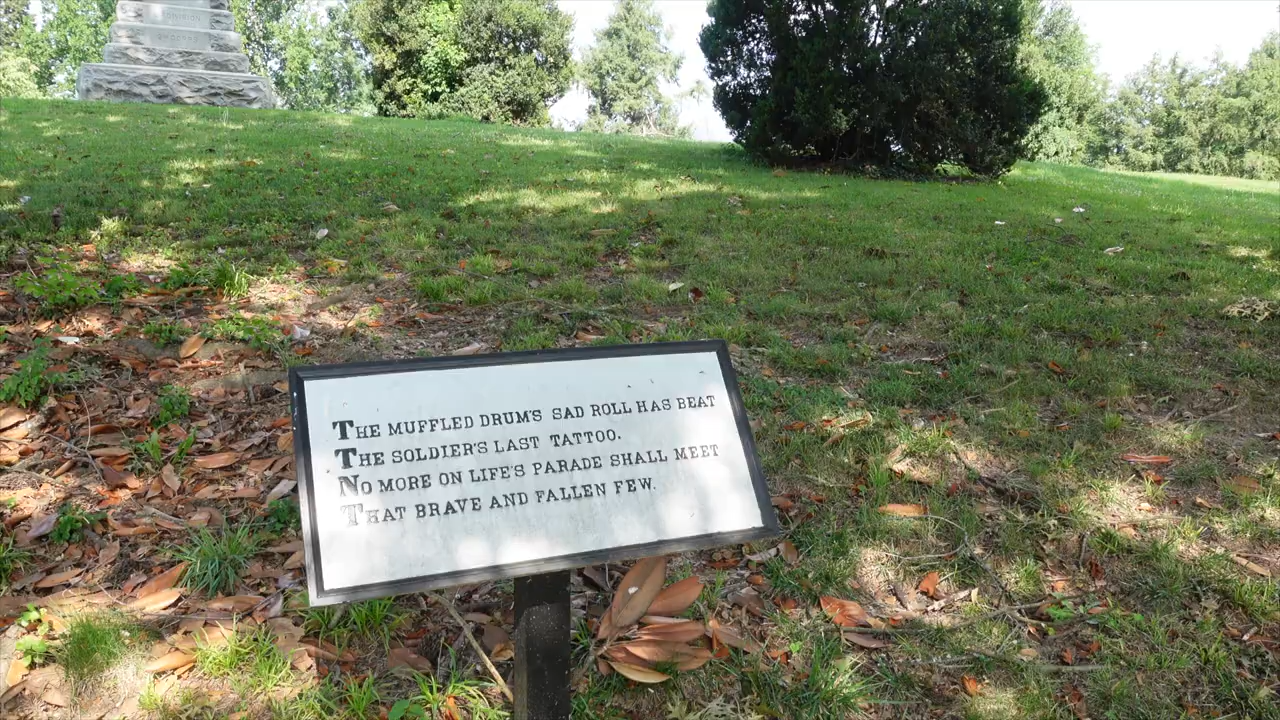 THE MUFFLED DRUM'S SAD ROLL HAS BEAT
THE SOLDIER'S LAST TATTOO.
NO MORE ON LIFE'S PARADE SHALL MEET
THAT BRAVE AND FALLEN FEW.